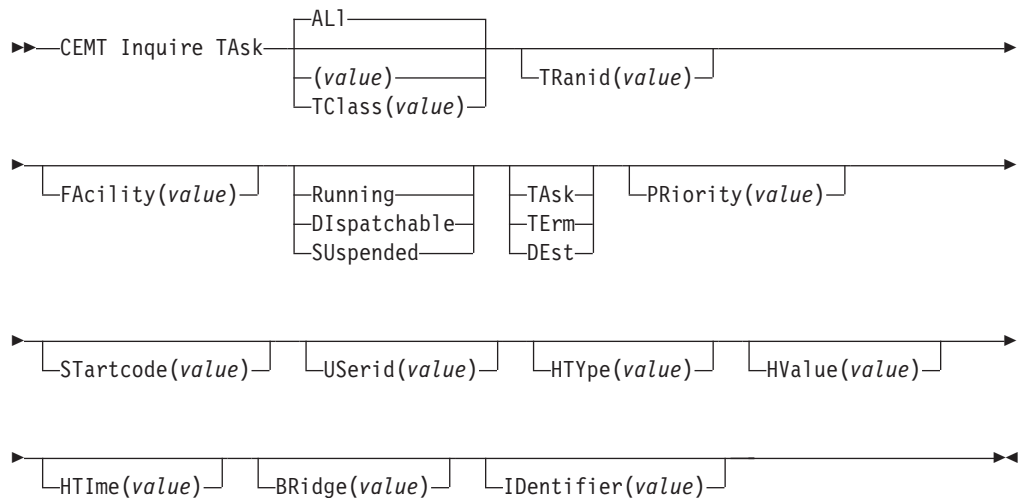 ALl
CEMT Inquire TAsk
(value)
TClass(value)
TRanid(value)
FAcility(value)
Running
DIspatchable
SUspended
TAsk
TErm
DEst
PRiority(value)
STartcode(value)
USerid(value)
HTYpe(value)
HValue(value)
HTIme(value)
BRidge(value)
IDentifier(value)